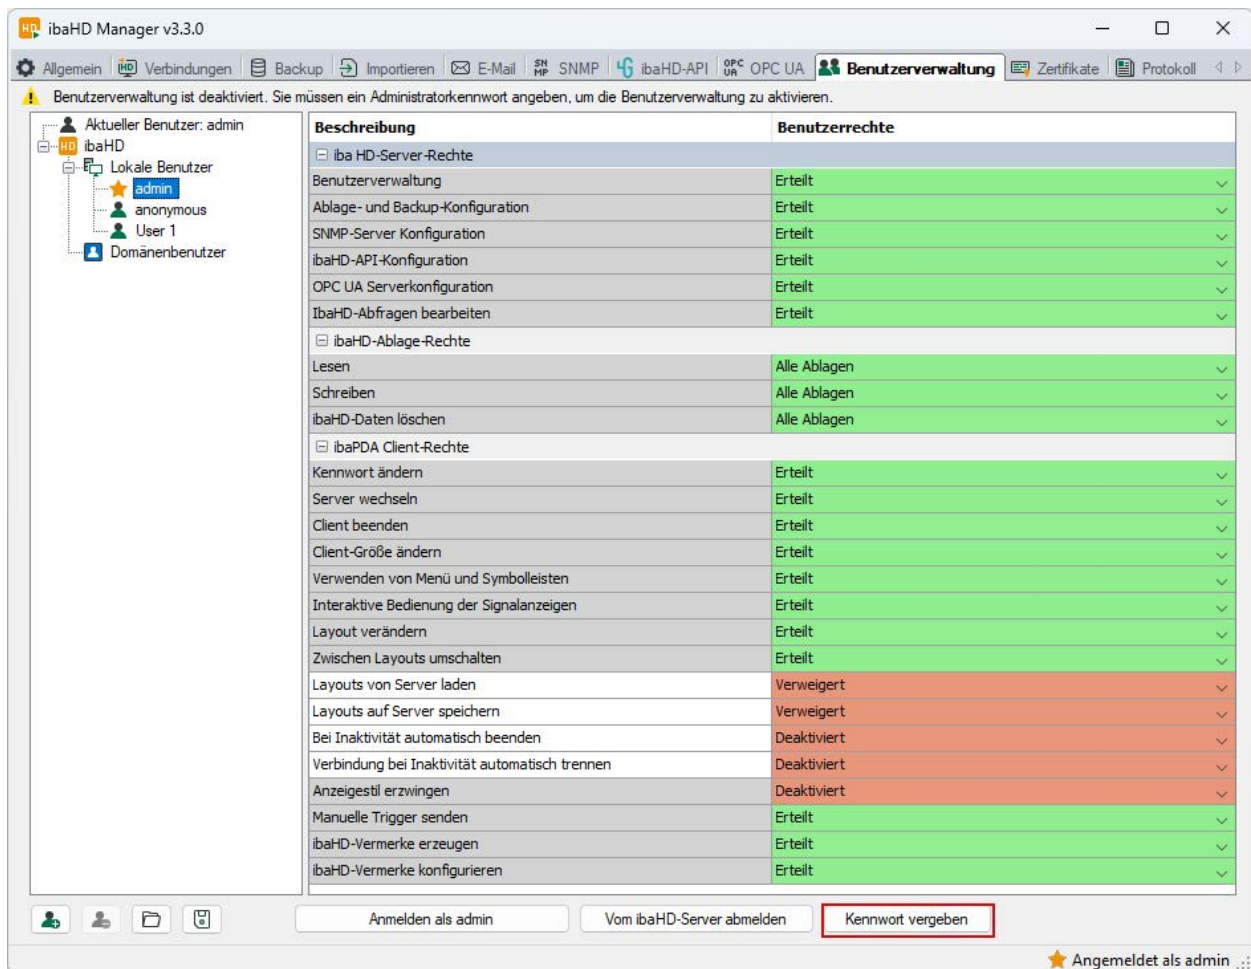 HD ibaHD Manager v3.3.0
Allgemein HD Verbindungen Backup Importieren E-Mail SNMP SNMP ibaHD-API OPC UA OPC UA Benutzerverwaltung Zertifikate Protokoll
Benutzerverwaltung ist deaktiviert. Sie müssen ein Administratorkennwort angeben, um die Benutzerverwaltung zu aktivieren.
Aktueller Benutzer: admin
HD ibaHD
Lokale Benutzer
admin
anonymous
User 1
Domänenbenutzer
Beschreibung Benutzerrechte
iba HD-Server-Rechte
Benutzerverwaltung Erteilt
Ablage- und Backup-Konfiguration Erteilt
SNMP-Server Konfiguration Erteilt
ibaHD-API-Konfiguration Erteilt
OPC UA Serverkonfiguration Erteilt
IbaHD-Abfragen bearbeiten Erteilt
ibaHD-Ablage-Rechte
Lesen Alle Ablagen
Schreiben Alle Ablagen
ibaHD-Daten löschen Alle Ablagen
ibaPDA Client-Rechte
Kennwort ändern Erteilt
Server wechseln Erteilt
Client beenden Erteilt
Client-Größe ändern Erteilt
Verwenden von Menü und Symbolleisten Erteilt
Interaktive Bedienung der Signalanzeigen Erteilt
Layout verändern Erteilt
Zwischen Layouts umschalten Erteilt
Layouts von Server laden Verweigert
Layouts auf Server speichern Verweigert
Bei Inaktivität automatisch beenden Deaktiviert
Verbindung bei Inaktivität automatisch trennen Deaktiviert
Anzeigestil erzwingen Deaktiviert
Manuelle Trigger senden Erteilt
ibaHD-Vermerke erzeugen Erteilt
ibaHD-Vermerke konfigurieren Erteilt
Anmelden als admin Vom ibaHD-Server abmelden Kennwort vergeben
Angemeldet als admin